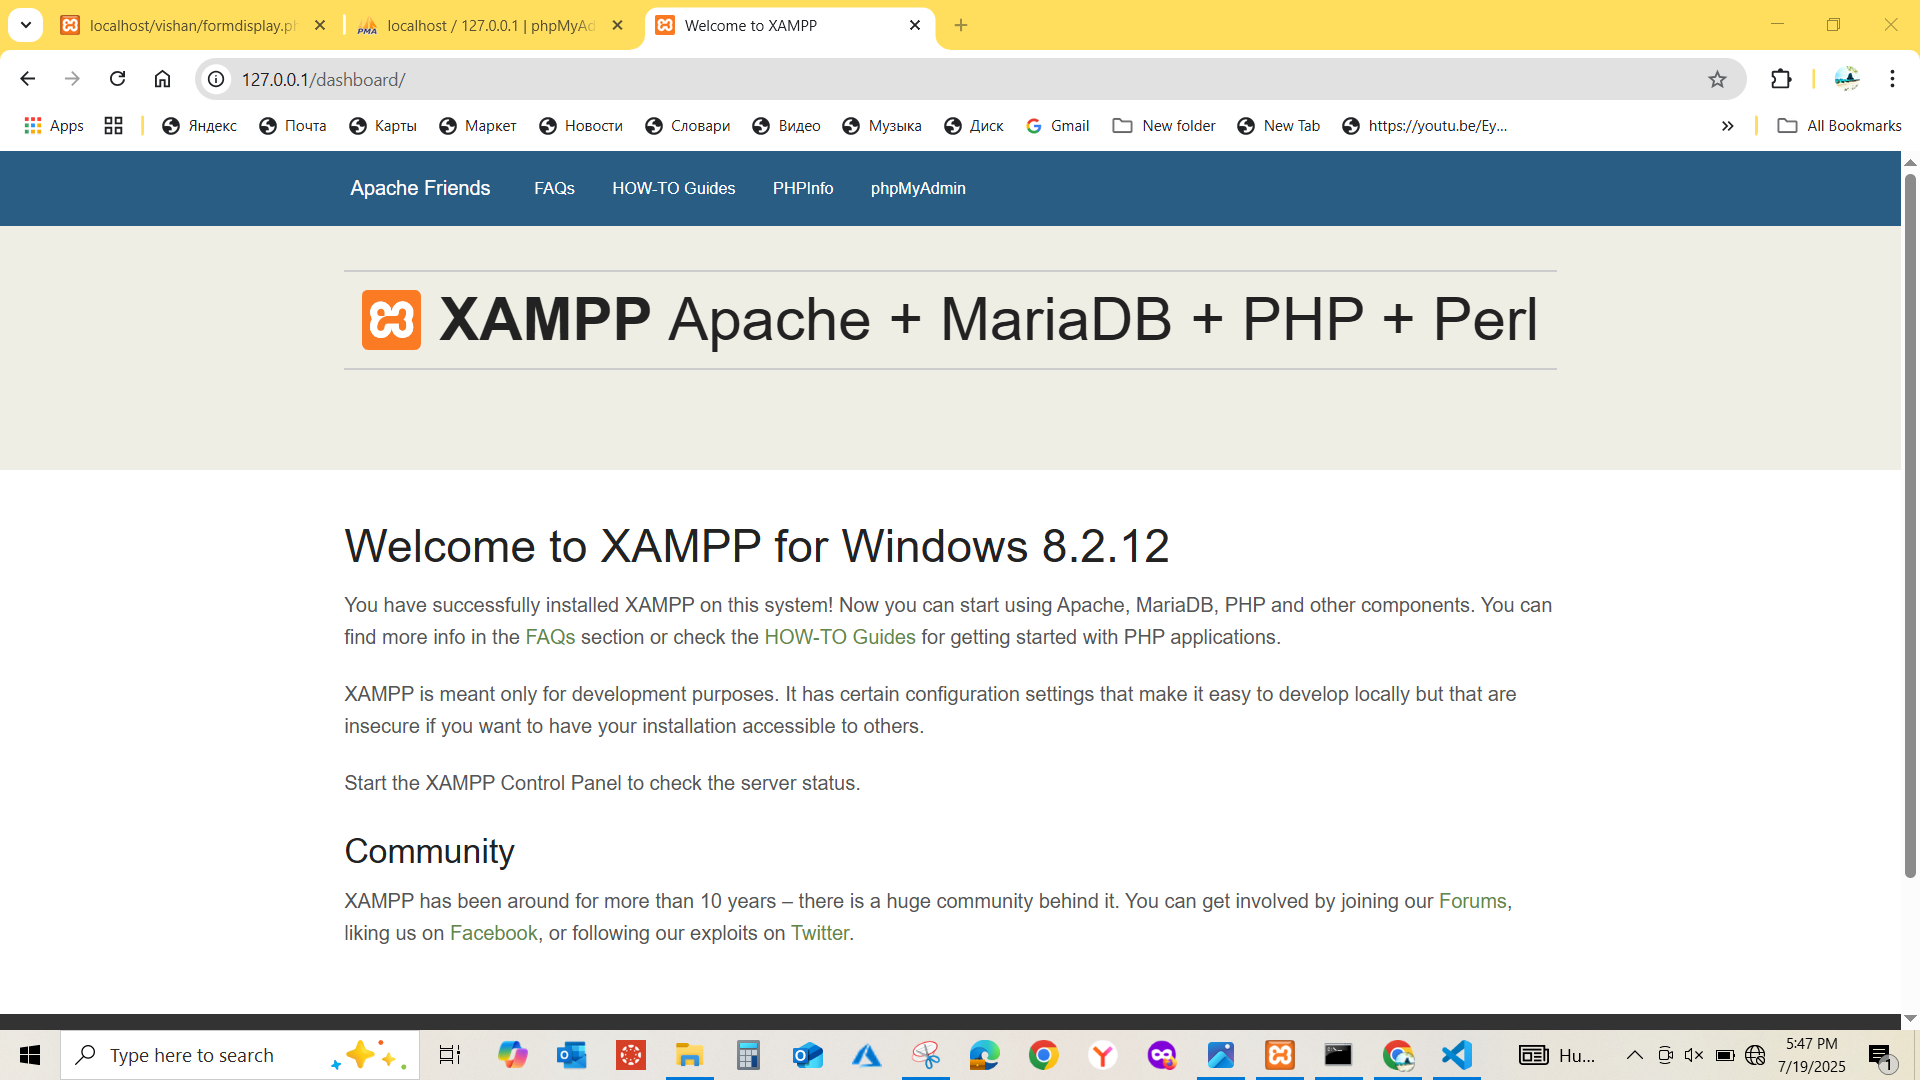 localhost/vishan/formdisplay.ph
localhost / 127.0.0.1 | phpMyAd
Welcome to XAMPP
127.0.0.1/dashboard/
Apps
Яндекс
Почта
Карты
Маркет
Новости
Словари
Видео
Музыка
Диск
Gmail
New folder
New Tab
https://youtu.be/Ey...
All Bookmarks
Apache Friends
FAQs
HOW-TO Guides
PHPInfo
phpMyAdmin
XAMPP Apache + MariaDB + PHP + Perl
Welcome to XAMPP for Windows 8.2.12
You have successfully installed XAMPP on this system! Now you can start using Apache, MariaDB, PHP and other components. You can
find more info in the FAQs section or check the HOW-TO Guides for getting started with PHP applications.
XAMPP is meant only for development purposes. It has certain configuration settings that make it easy to develop locally but that are
insecure if you want to have your installation accessible to others.
Start the XAMPP Control Panel to check the server status.
Community
XAMPP has been around for more than 10 years – there is a huge community behind it. You can get involved by joining our Forums,
liking us on Facebook, or following our exploits on Twitter.
Type here to search
Hu...
5:47 PM
7/19/2025
1